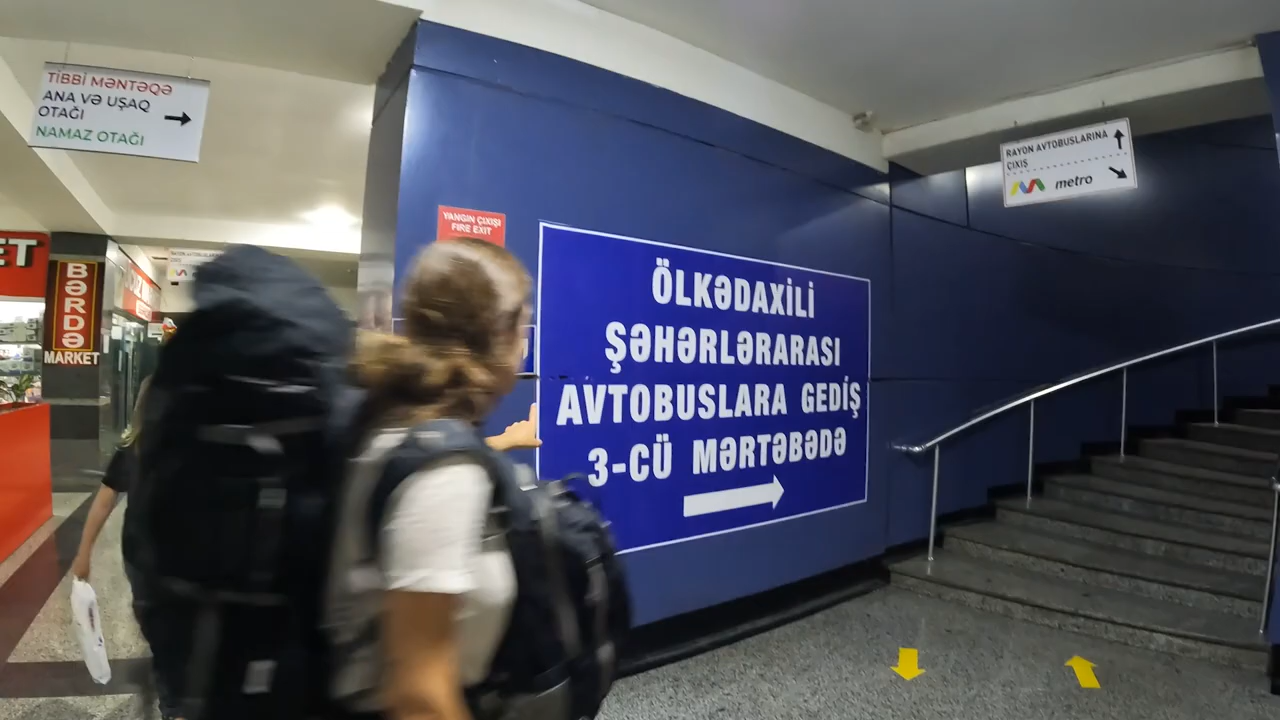 TİBBİ MƏNTƏQƏ
ANA VƏ UŞAQ
OTAĞI
NAMAZ OTAĞI
RAYON AVTOBUSLARINA
ÇIXIŞ
metro
YANGIN ÇIXIŞI
FIRE EXIT
ÖLKƏDAXİLİ
ŞƏHƏRLƏRARASI
AVTOBUSLARA GEDİŞ
3-CÜ MƏRTƏBƏDƏ
BƏRDƏ
MARKET